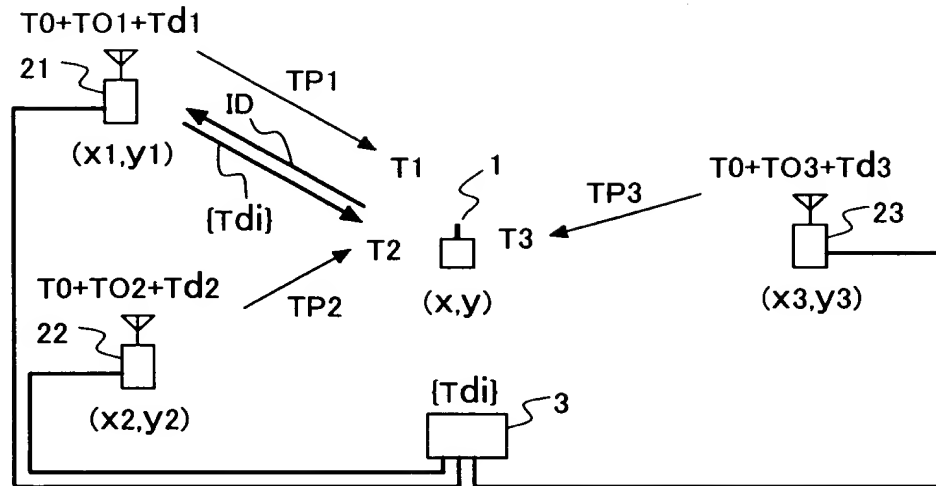 T0+TO1+Td1
21
TP1
ID
(x1,y1)
T1
1
T0+TO3+Td3
{Tdi}
TP3
23
T2
T3
T0+TO2+Td2
TP2
(x,y)
(x3,y3)
22
{Tdi}
3
(x2,y2)